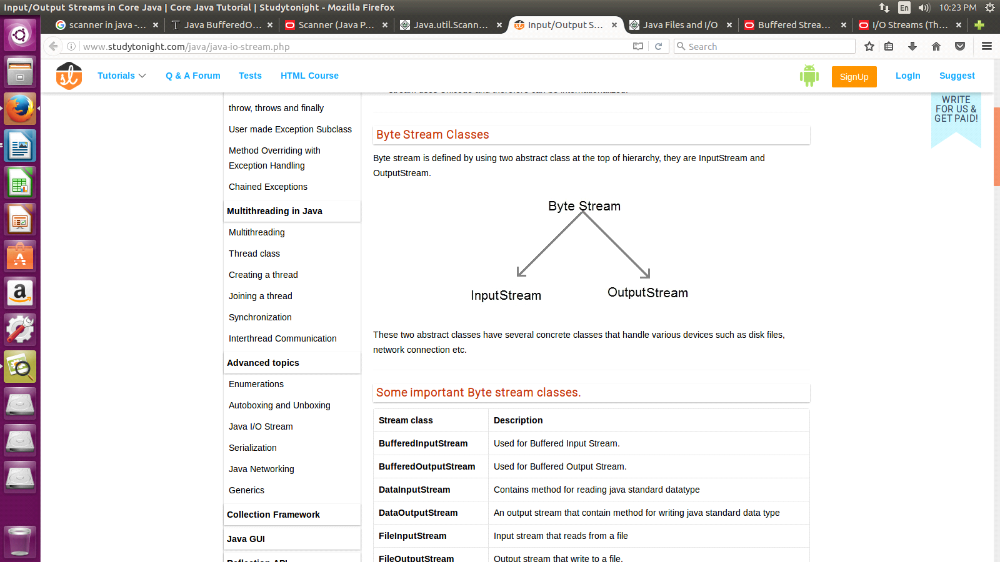 Input/Output Streams in Core Java | Core Java Tutorial | Studytonight - Mozilla Firefox
En
10:23 PM
scanner in java -...
Java BufferedO...
Scanner (Java P...
Java.util.Scann...
Input/Output S...
Java Files and I/O
Buffered Strea...
I/O Streams (Th...
www.studytonight.com/java/java-io-stream.php
Search
Tutorials
Q & A Forum
Tests
HTML Course
SignUp
LogIn
Suggest
WRITE
FOR US &
GET PAID!
throw, throws and finally
User made Exception Subclass
Method Overriding with
Exception Handling
Chained Exceptions
Multithreading in Java
Multithreading
Thread class
Creating a thread
Joining a thread
Synchronization
Interthread Communication
Advanced topics
Enumerations
Autoboxing and Unboxing
Java I/O Stream
Serialization
Java Networking
Generics
Collection Framework
Java GUI
Reflection API
stream uses Unicode and therefore can be internationalized.
Byte Stream Classes
Byte stream is defined by using two abstract class at the top of hierarchy, they are InputStream and
OutputStream.
Byte Stream
InputStream
OutputStream
These two abstract classes have several concrete classes that handle various devices such as disk files,
network connection etc.
Some important Byte stream classes.
Stream class Description
BufferedInputStream Used for Buffered Input Stream.
BufferedOutputStream Used for Buffered Output Stream.
DataInputStream Contains method for reading java standard datatype
DataOutputStream An output stream that contain method for writing java standard data type
FileInputStream Input stream that reads from a file
FileOutputStream Output stream that write to a file.